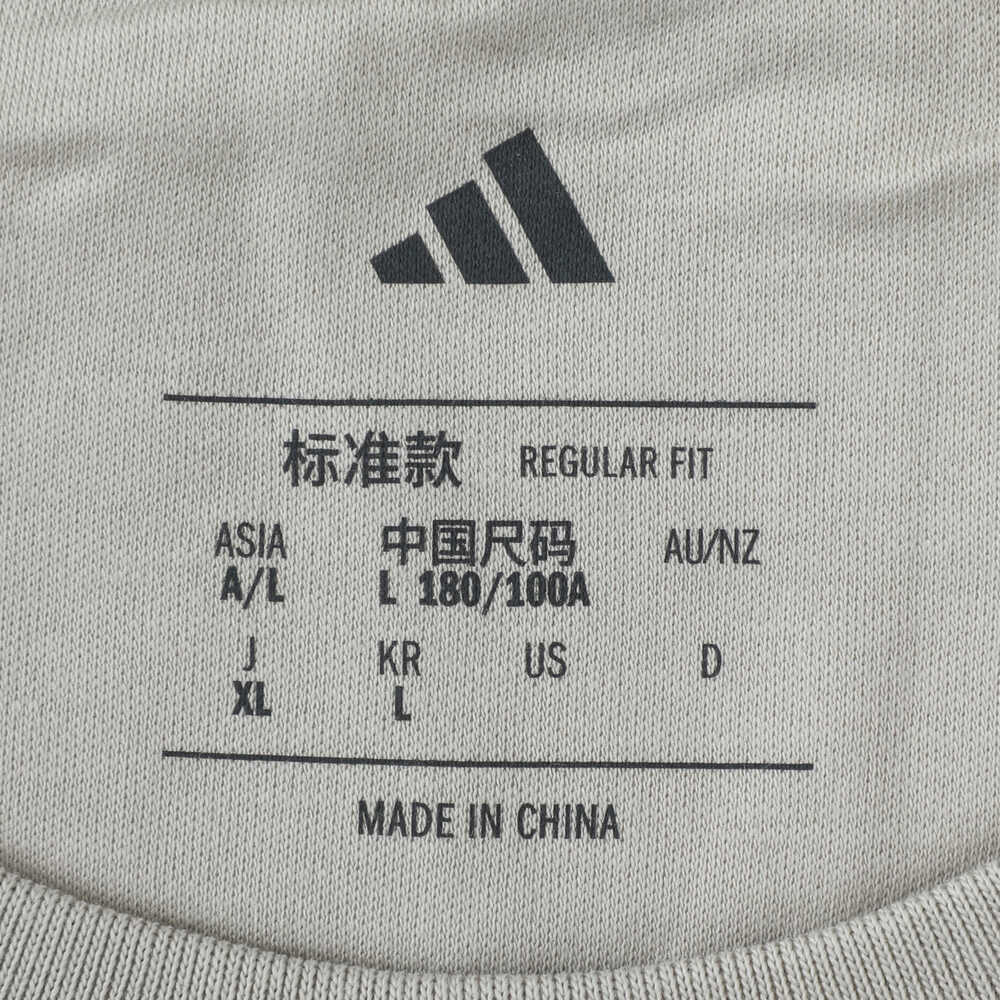 标准款 REGULAR FIT
ASIA 中国尺码 AU/NZ
A/L L 180/100A
J KR US D
XL L
MADE IN CHINA